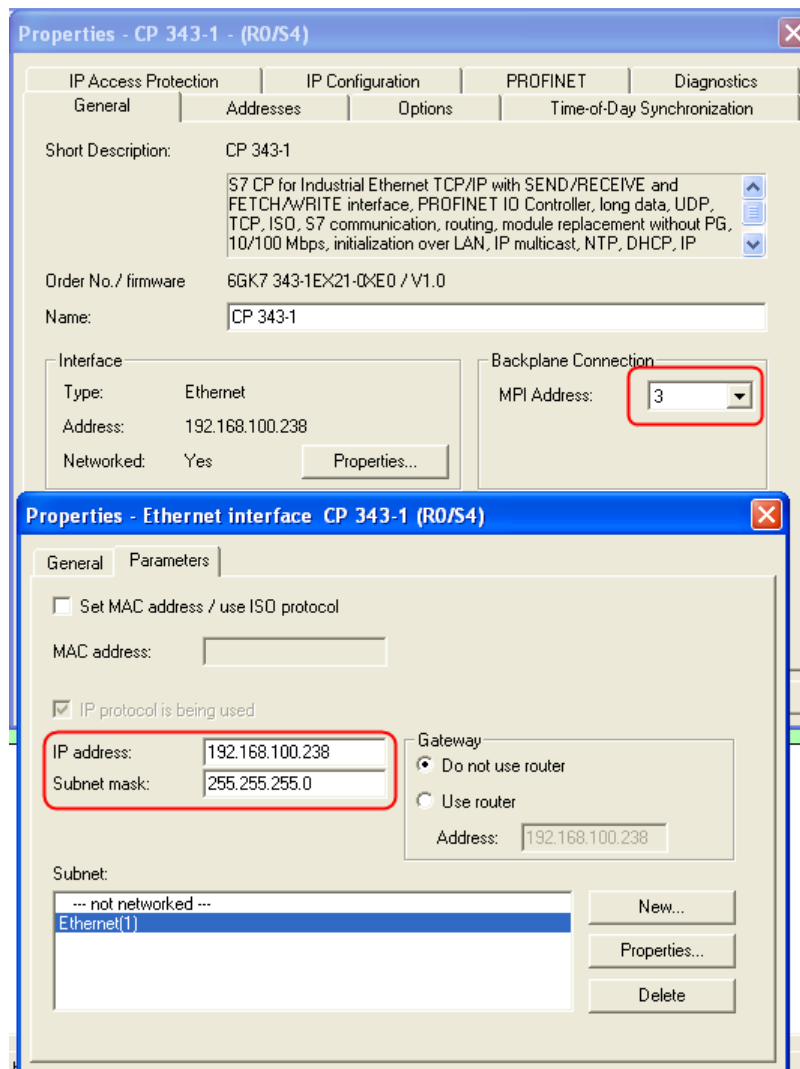 Properties - CP 343-1 - (R0/S4)
IP Access Protection IP Configuration PROFINET Diagnostics
General Addresses Options Time-of-Day Synchronization
Short Description: CP 343-1
S7 CP for Industrial Ethernet TCP/IP with SEND/RECEIVE and
FETCH/WRITE interface, PROFINET IO Controller, long data, UDP,
TCP, ISO, S7 communication, routing, module replacement without PG,
10/100 Mbps, initialization over LAN, IP multicast, NTP, DHCP, IP
Order No./ firmware 6GK7 343-1EX21-0XE0 / V1.0
Name: CP 343-1
Interface Backplane Connection
Type: Ethernet MPI Address: 3
Address: 192.168.100.238
Networked: Yes Properties...
Properties - Ethernet interface CP 343-1 (R0/S4)
General Parameters
Set MAC address / use ISO protocol
MAC address:
IP protocol is being used
IP address: 192.168.100.238 Gateway
Do not use router
Subnet mask: 255.255.255.0
Use router
Address: 192.168.100.238
Subnet:
--- not networked --- New...
Ethernet(1)
Properties...
Delete